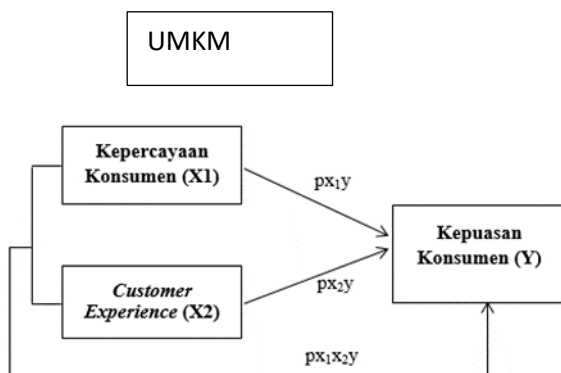 UMKM
Kepercayaan
Konsumen (X1)
px₁y
Kepuasan
Konsumen (Y)
Customer
Experience (X2)
px₂y
px₁x₂y